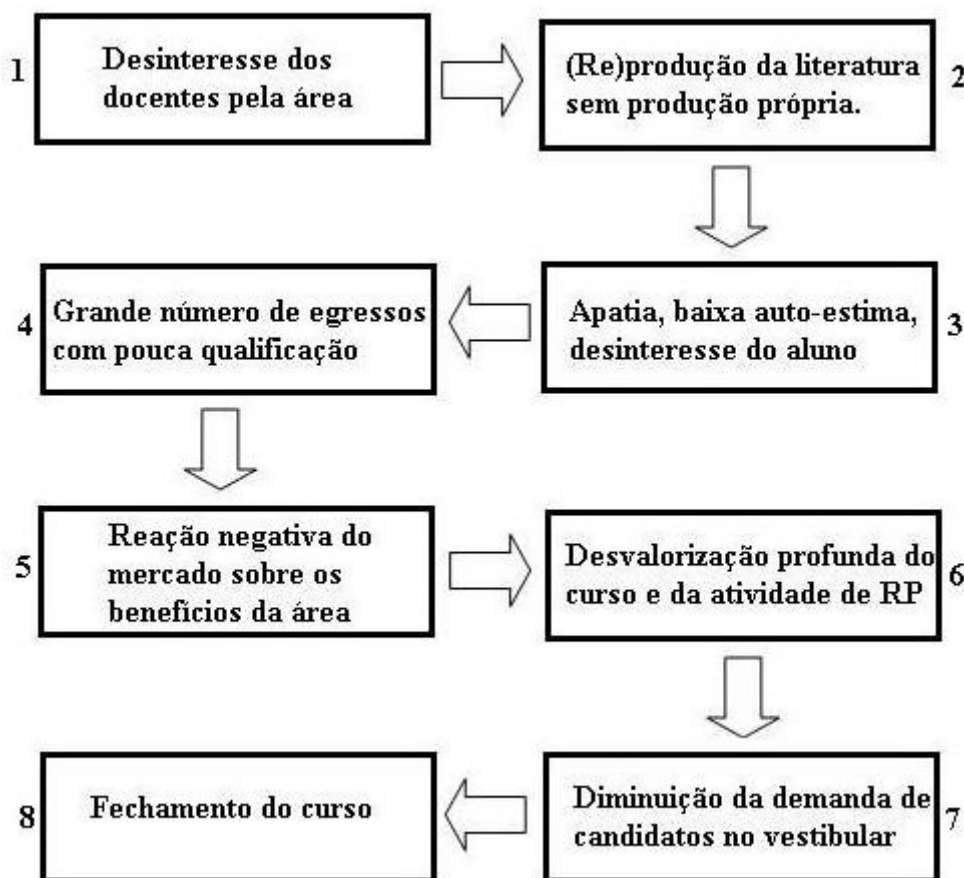 1
Desinteresse dos
docentes pela área
(Re)produção da literatura
sem produção própria.
2
Apatia, baixa auto-estima,
desinteresse do aluno
3
4
Grande número de egressos
com pouca qualificação
5
Reação negativa do
mercado sobre os
benefícios da área
Desvalorização profunda do
curso e da atividade de RP
6
Diminuição da demanda de
candidatos no vestibular
7
8
Fechamento do curso